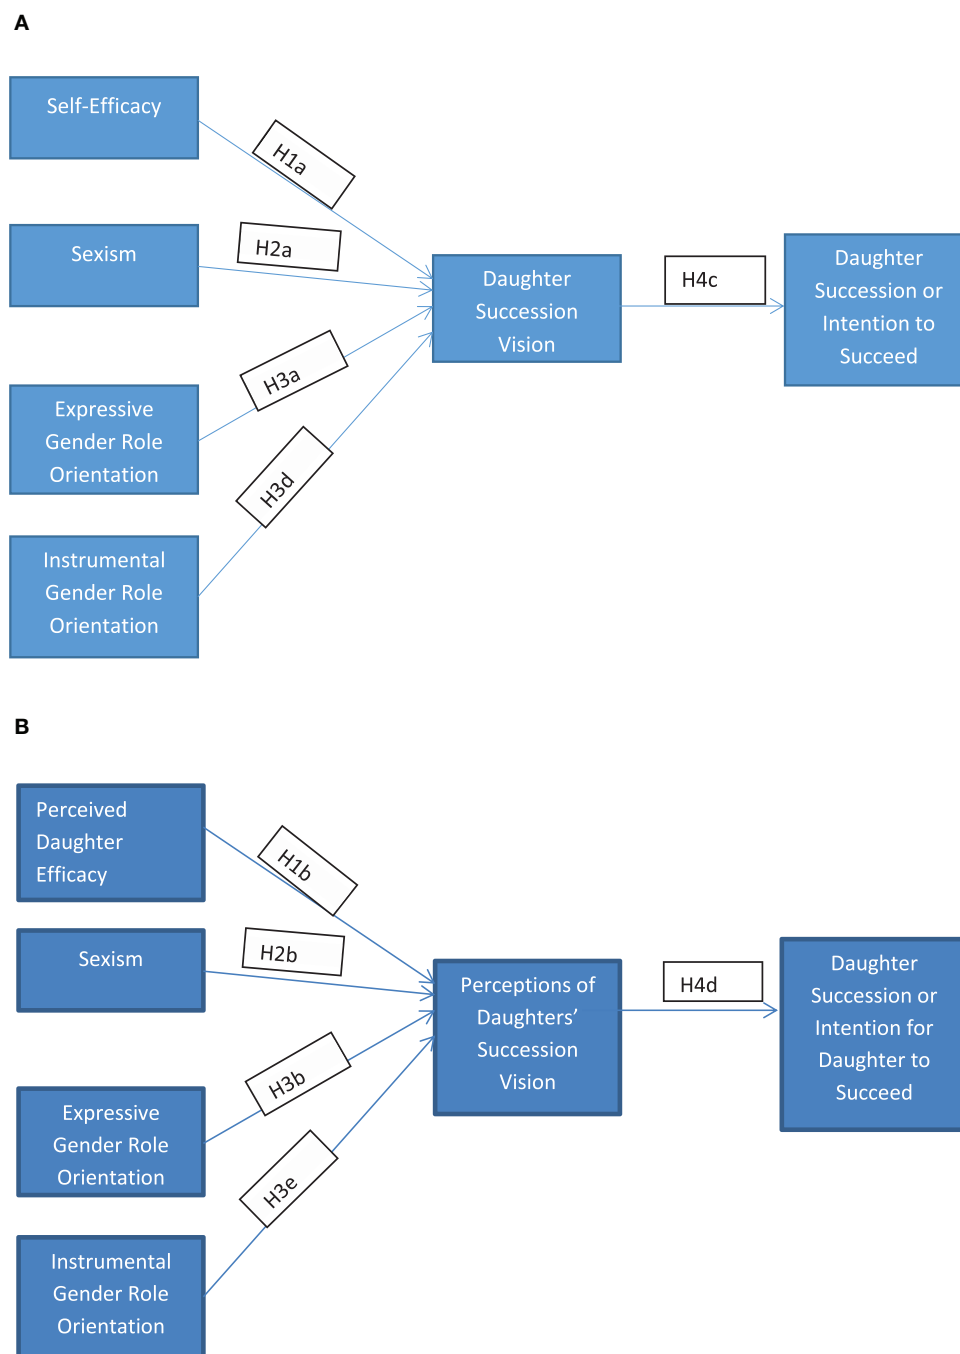 A
Self-Efficacy
H1a
Sexism
H2a
Expressive
Gender Role
Orientation
H3a
Instrumental
Gender Role
Orientation
H3d
Daughter
Succession
Vision
H4c
Daughter
Succession or
Intention to
Succeed
B
Perceived
Daughter
Efficacy
H1b
Sexism
H2b
Expressive
Gender Role
Orientation
H3b
Instrumental
Gender Role
Orientation
H3e
Perceptions of
Daughters’
Succession
Vision
H4d
Daughter
Succession or
Intention for
Daughter to
Succeed